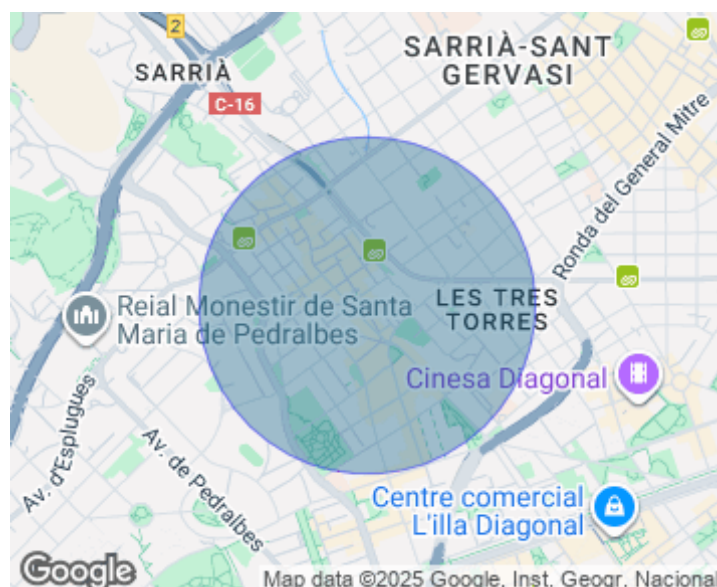 2
SARRIÀ
C-16
SARRIÀ-SANT
GERVASI
Ronda del General Mitre
Reial Monestir de Santa
Maria de Pedralbes
LES TRES
TORRES
Cinesa Diagonal
Av. d'Esplugues
Av. de Pedralbes
Centre comercial
L'illa Diagonal
Google
Map data ©2025 Google, Inst. Geogr. Nacional